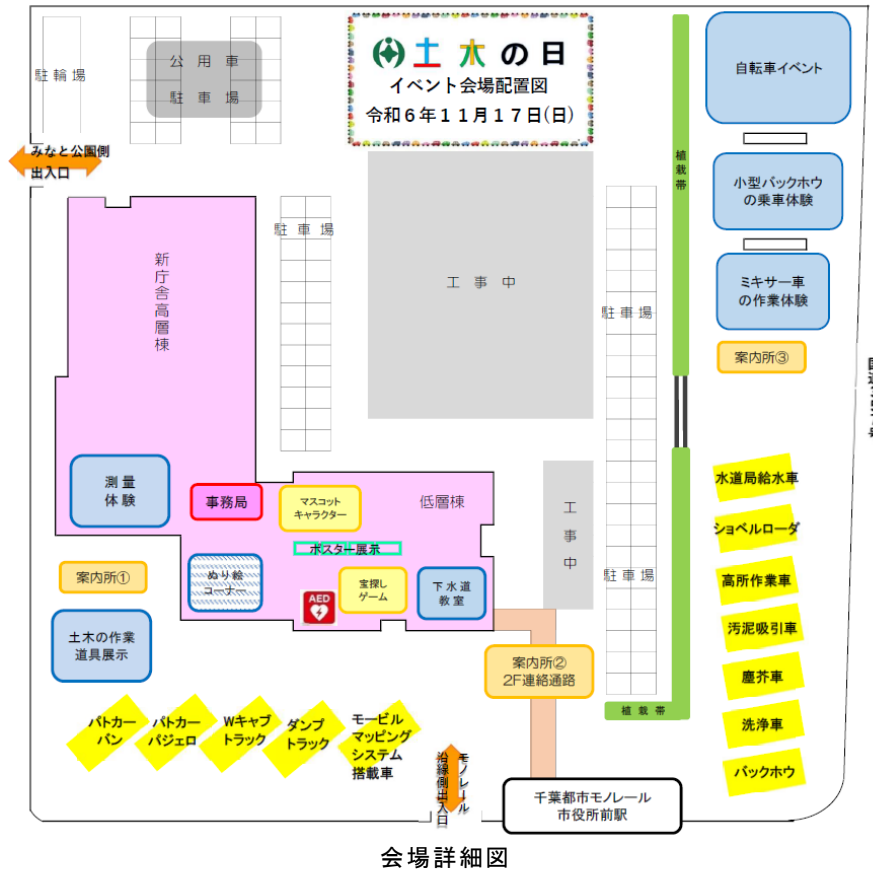 土木の日
イベント会場配置図
令和６年１１月１７日(日)
駐輪場
公用車
駐車場
みなと公園側
出入口
新庁舎高層棟
駐車場
工事中
駐車場
植栽帯
自転車イベント
小型バックホウ
の乗車体験
ミキサー車
の作業体験
案内所③
測量
体験
事務局
マスコット
キャラクター
低層棟
ポスター展示
ぬり絵
コーナー
AED
宝探し
ゲーム
下水道
教室
工事中
駐車場
案内所①
土木の作業
道具展示
案内所②
2F連絡通路
植栽帯
水道局給水車
ショベルローダ
高所作業車
汚泥吸引車
塵芥車
洗浄車
バックホウ
パトカー
バン
パトカー
パジェロ
Wキャブ
トラック
ダンプ
トラック
モービル
マッピング
システム
搭載車
モノレール
沿線側出入口
千葉都市モノレール
市役所前駅
会場詳細図